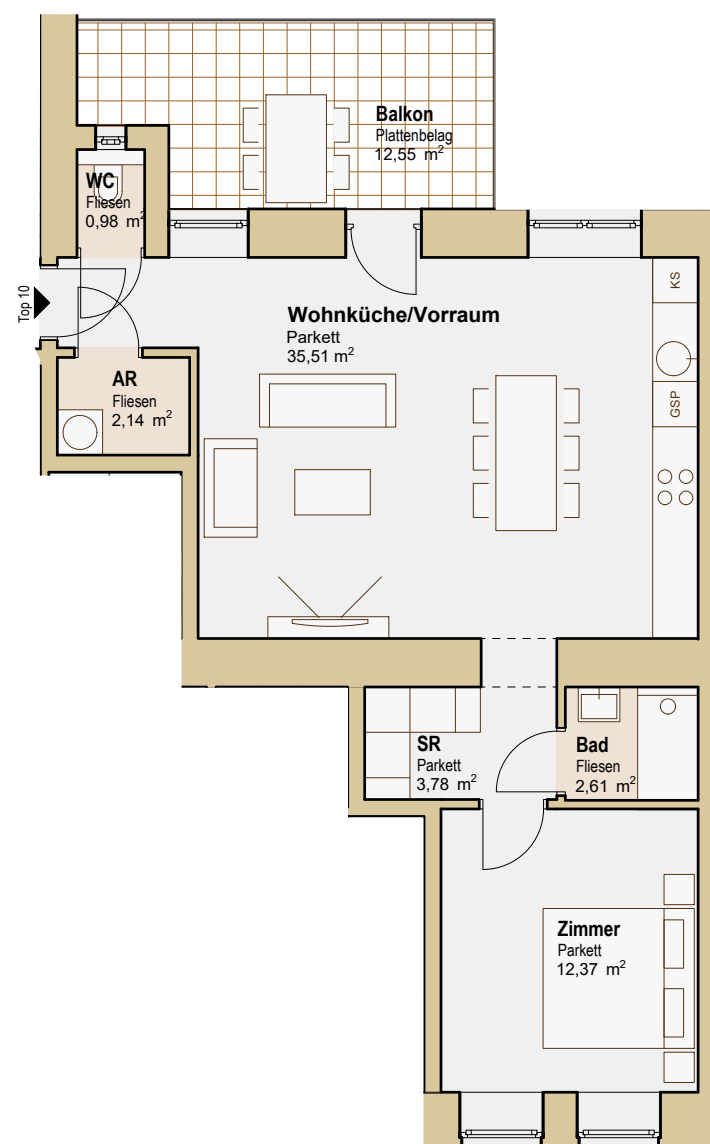 Balkon
Plattenbelag
12,55 m²
WC
Fliesen
0,98 m²
Top 10
Wohnküche/Vorraum
Parkett
35,51 m²
KS
GSP
AR
Fliesen
2,14 m²
SR
Parkett
3,78 m²
Bad
Fliesen
2,61 m²
Zimmer
Parkett
12,37 m²